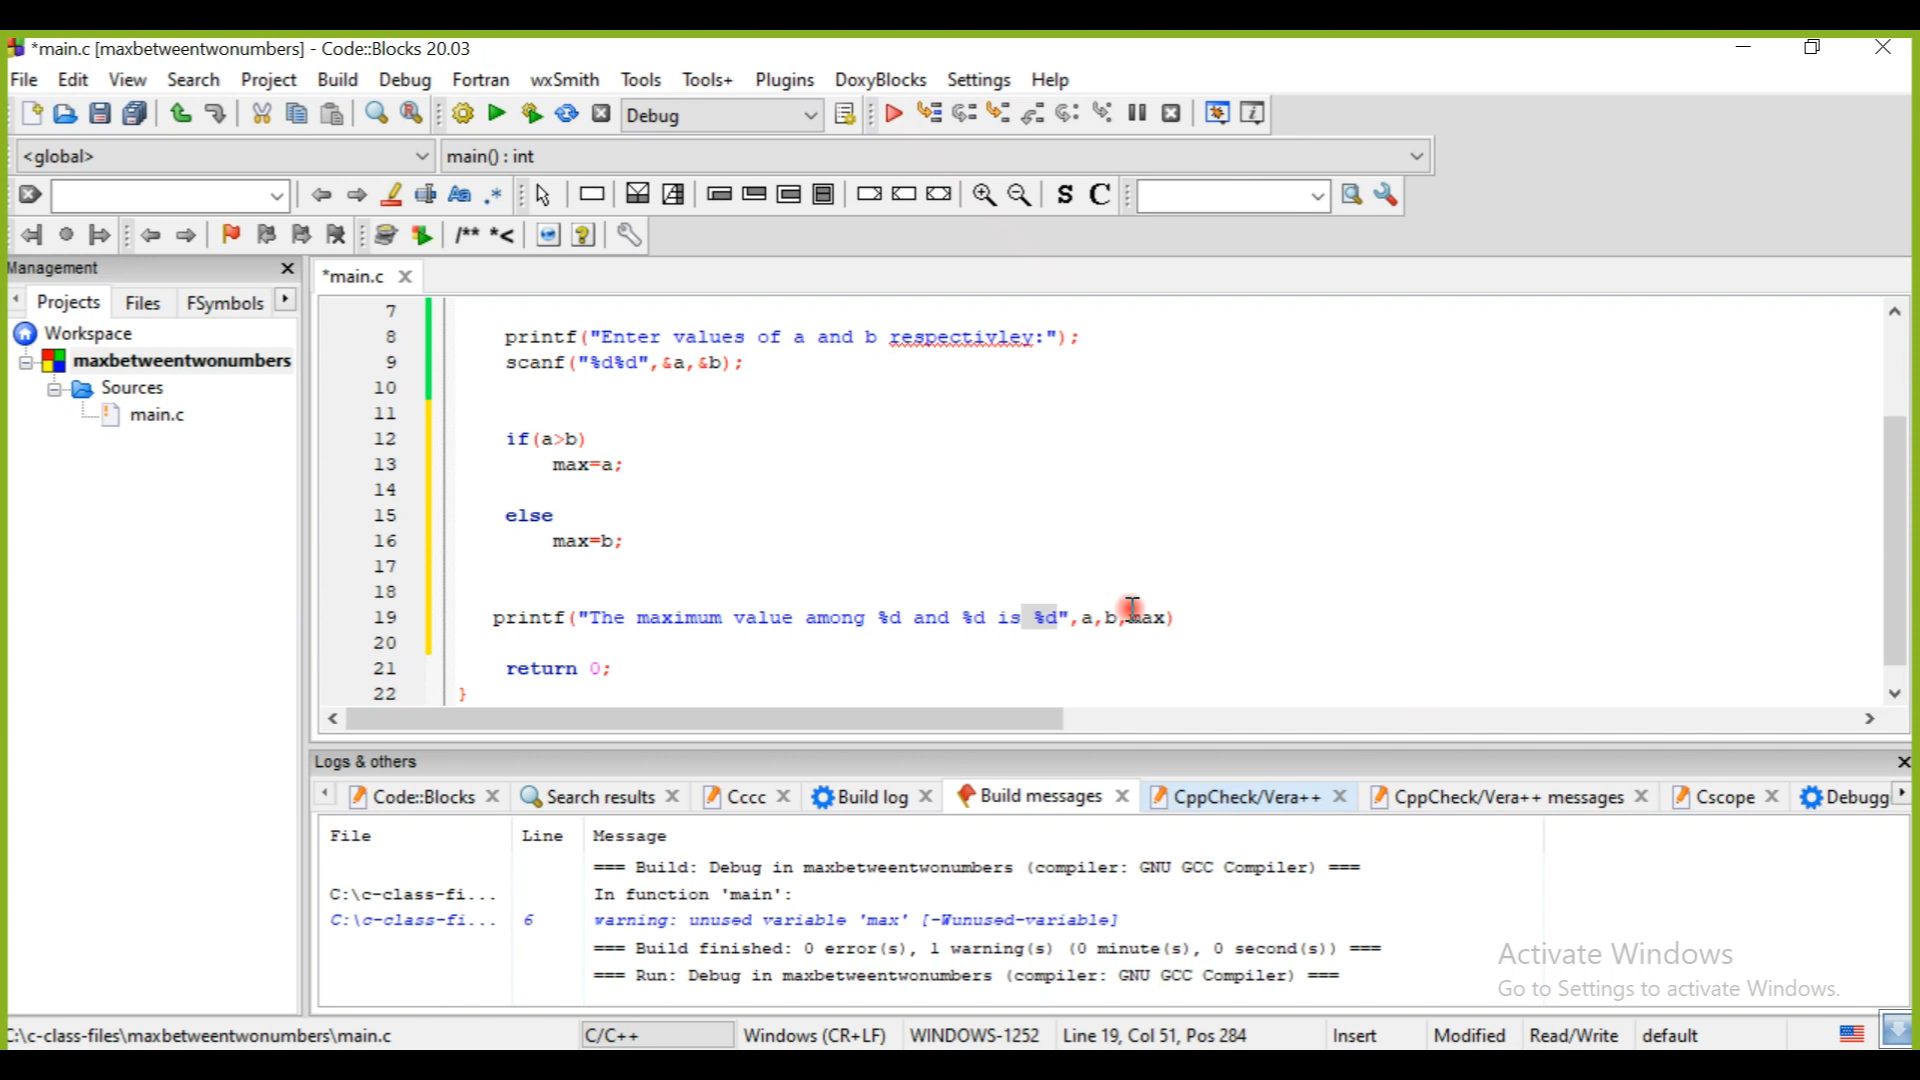 *main.c [maxbetweentwonumbers] - Code::Blocks 20.03
File Edit View Search Project Build Debug Fortran wxSmith Tools Tools+ Plugins DoxyBlocks Settings Help
Debug
<global> main() : int
Aa .* S C
/** *<
Management
*main.c
Projects Files FSymbols
Workspace
maxbetweentwonumbers
Sources
main.c
7
8 printf("Enter values of a and b respectivley:");
9 scanf("%d%d",&a,&b);
10
11
12 if(a>b)
13 max=a;
14
15 else
16 max=b;
17
18
19 printf("The maximum value among %d and %d is %d",a,b,max)
20
21 return 0;
22 }
Logs & others
Code::Blocks Search results Cccc Build log Build messages CppCheck/Vera++ CppCheck/Vera++ messages Cscope Debugg
File Line Message
=== Build: Debug in maxbetweentwonumbers (compiler: GNU GCC Compiler) ===
C:\c-class-fi... In function 'main':
C:\c-class-fi... 6 warning: unused variable 'max' [-Wunused-variable]
=== Build finished: 0 error(s), 1 warning(s) (0 minute(s), 0 second(s)) ===
=== Run: Debug in maxbetweentwonumbers (compiler: GNU GCC Compiler) ===
Activate Windows
Go to Settings to activate Windows.
:\c-class-files\maxbetweentwonumbers\main.c C/C++ Windows (CR+LF) WINDOWS-1252 Line 19, Col 51, Pos 284 Insert Modified Read/Write default